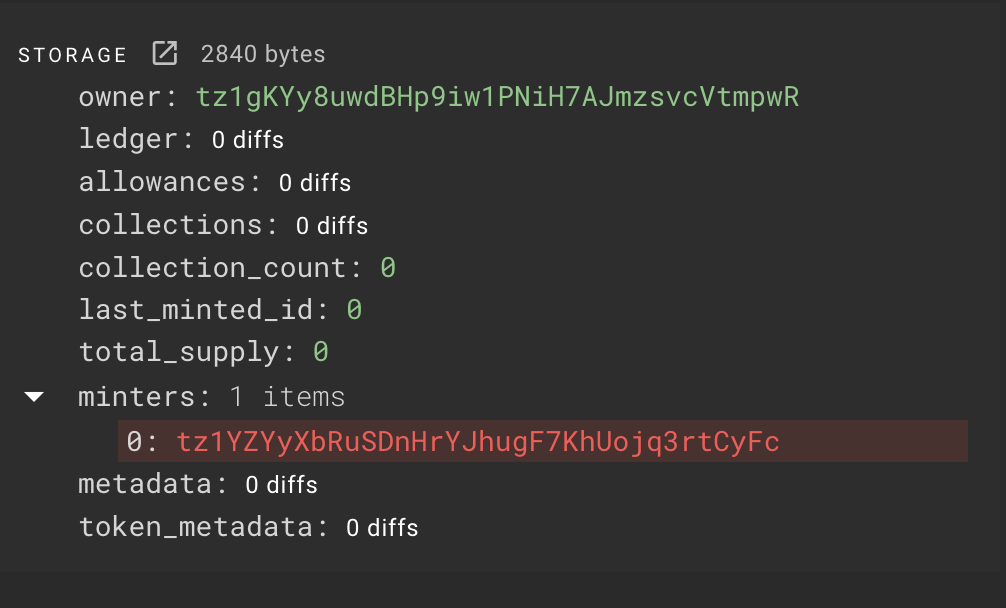 STORAGE 2840 bytes
owner: tz1gKYy8uwdBHp9iw1PNiH7AJmzsvcVtmpwR
ledger: 0 diffs
allowances: 0 diffs
collections: 0 diffs
collection_count: 0
last_minted_id: 0
total_supply: 0
minters: 1 items
0: tz1YZYyXbRuSDnHrYJhugF7KhUojq3rtCyFc
metadata: 0 diffs
token_metadata: 0 diffs